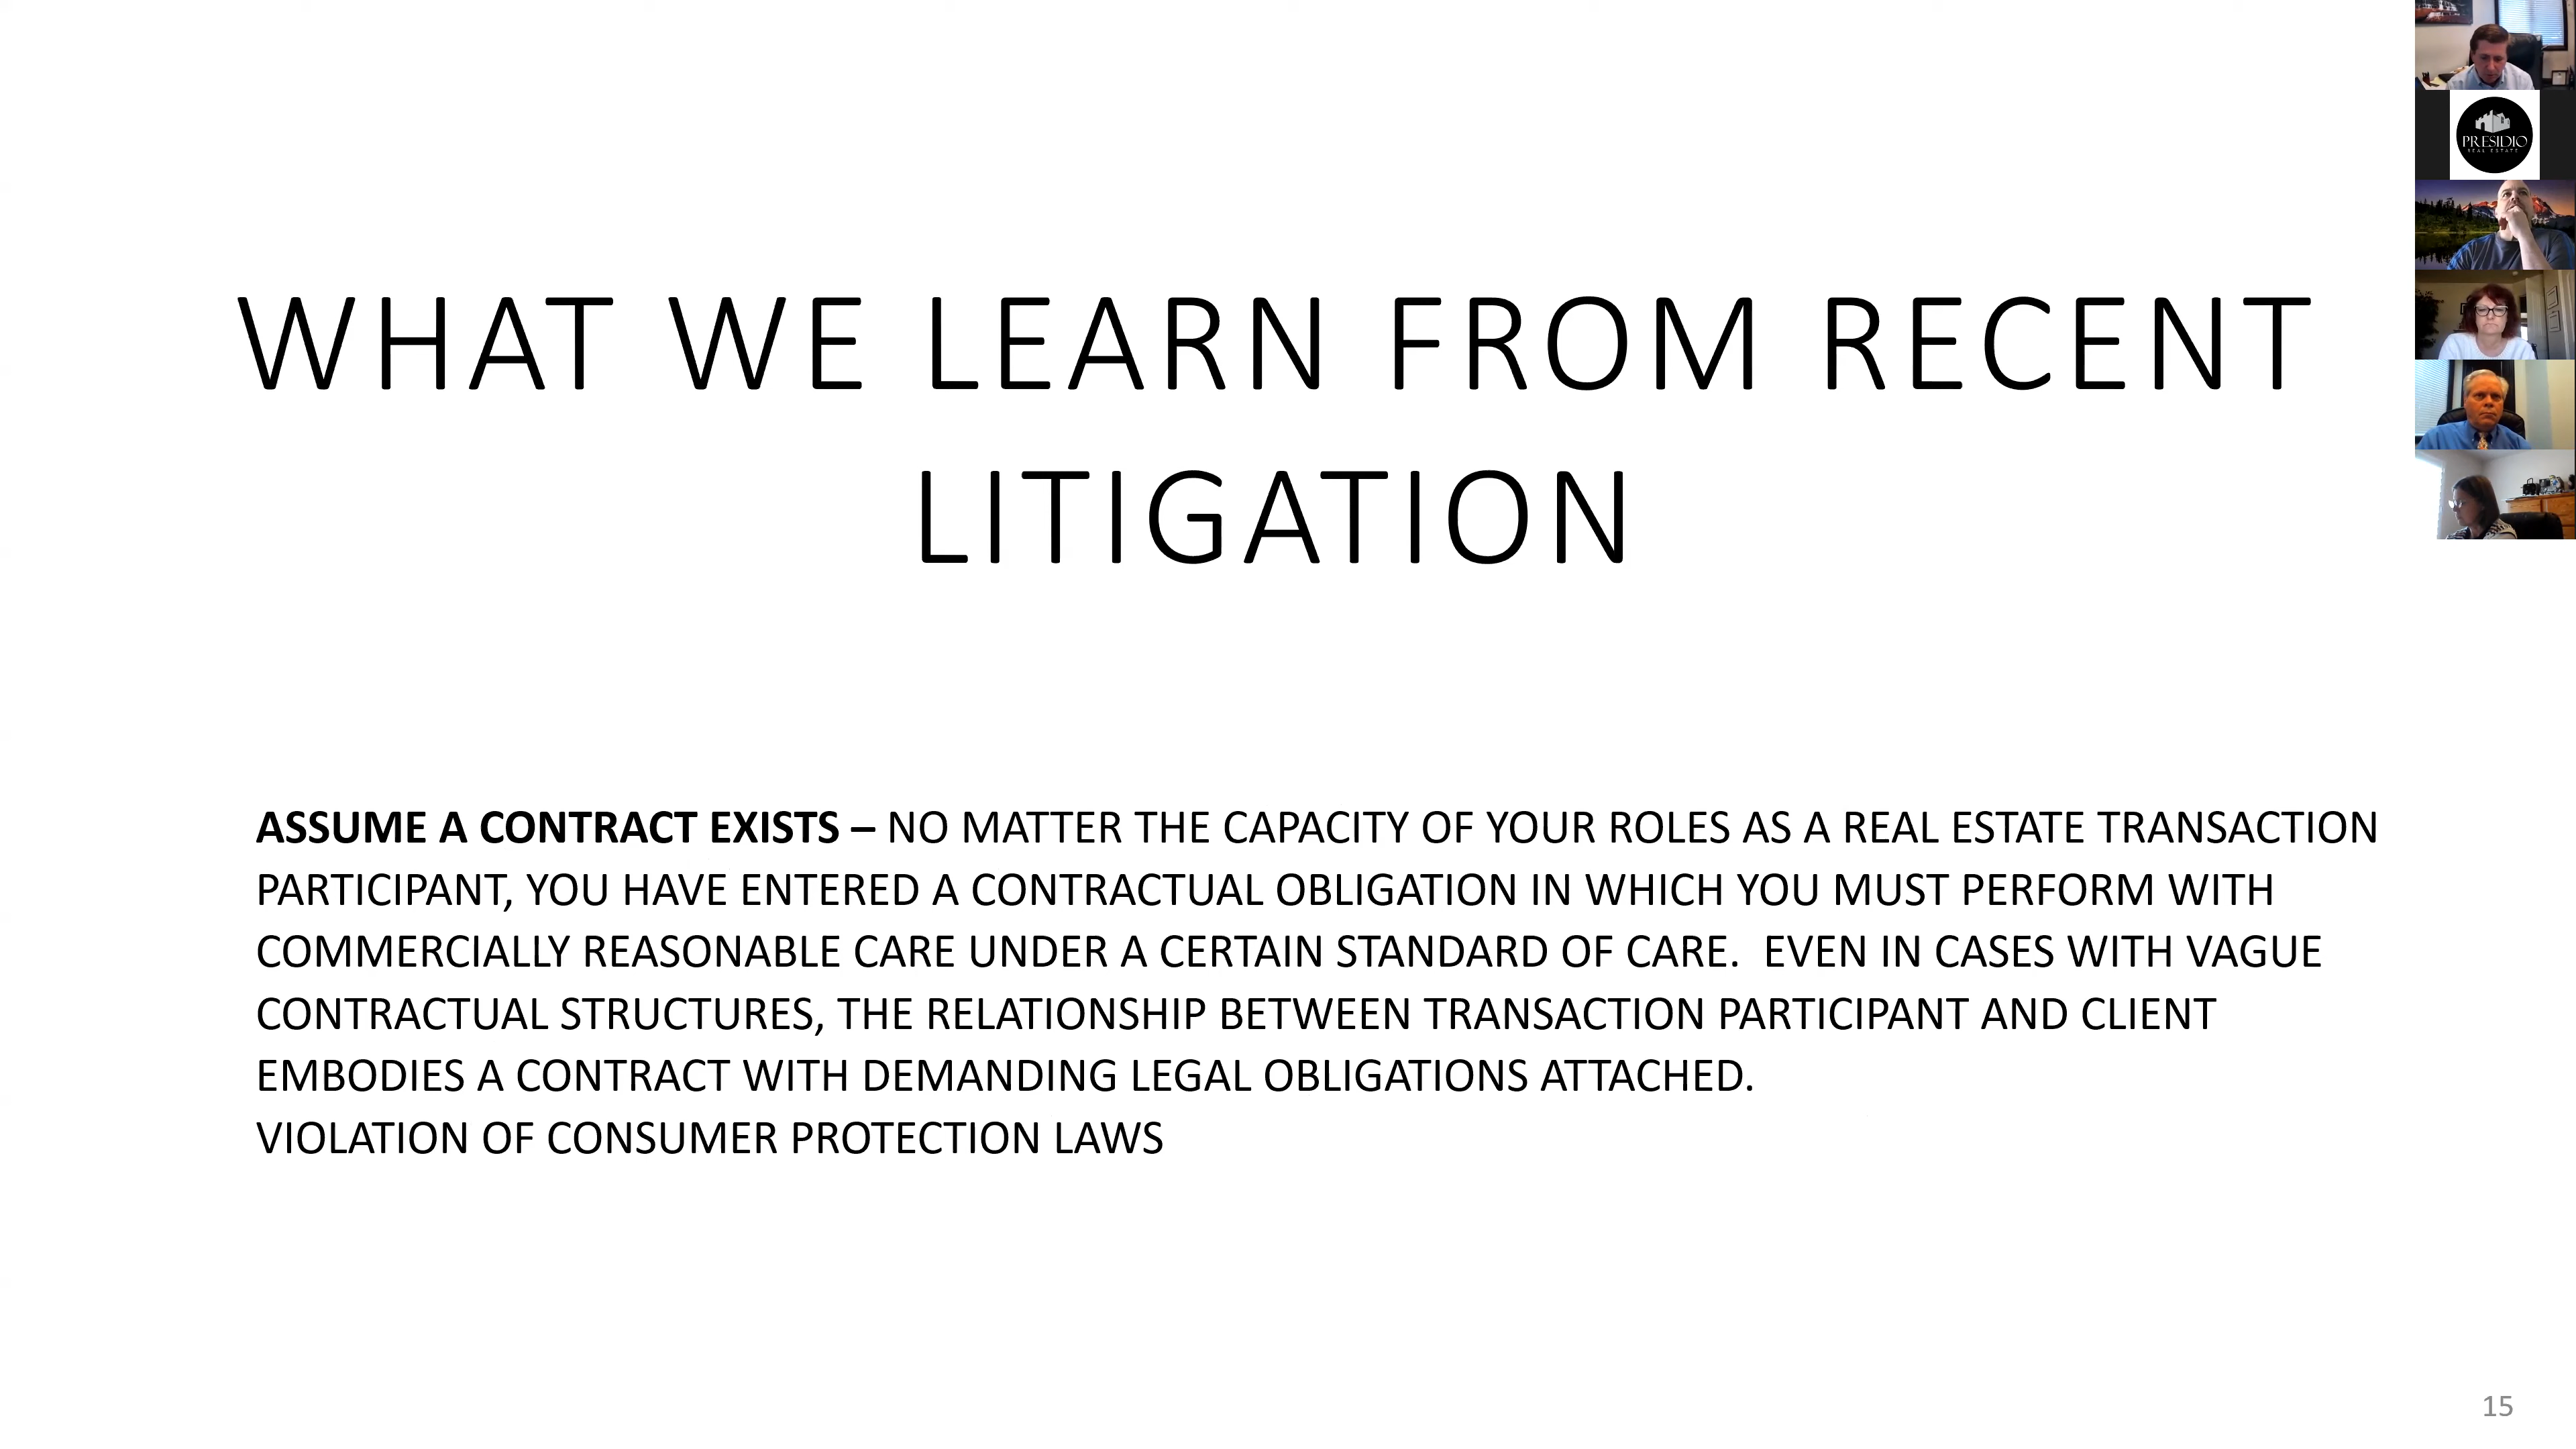 WHAT WE LEARN FROM RECENT
LITIGATION
ASSUME A CONTRACT EXISTS – NO MATTER THE CAPACITY OF YOUR ROLES AS A REAL ESTATE TRANSACTION
PARTICIPANT, YOU HAVE ENTERED A CONTRACTUAL OBLIGATION IN WHICH YOU MUST PERFORM WITH
COMMERCIALLY REASONABLE CARE UNDER A CERTAIN STANDARD OF CARE.  EVEN IN CASES WITH VAGUE
CONTRACTUAL STRUCTURES, THE RELATIONSHIP BETWEEN TRANSACTION PARTICIPANT AND CLIENT
EMBODIES A CONTRACT WITH DEMANDING LEGAL OBLIGATIONS ATTACHED.
VIOLATION OF CONSUMER PROTECTION LAWS
PRESIDIO
REAL ESTATE
15